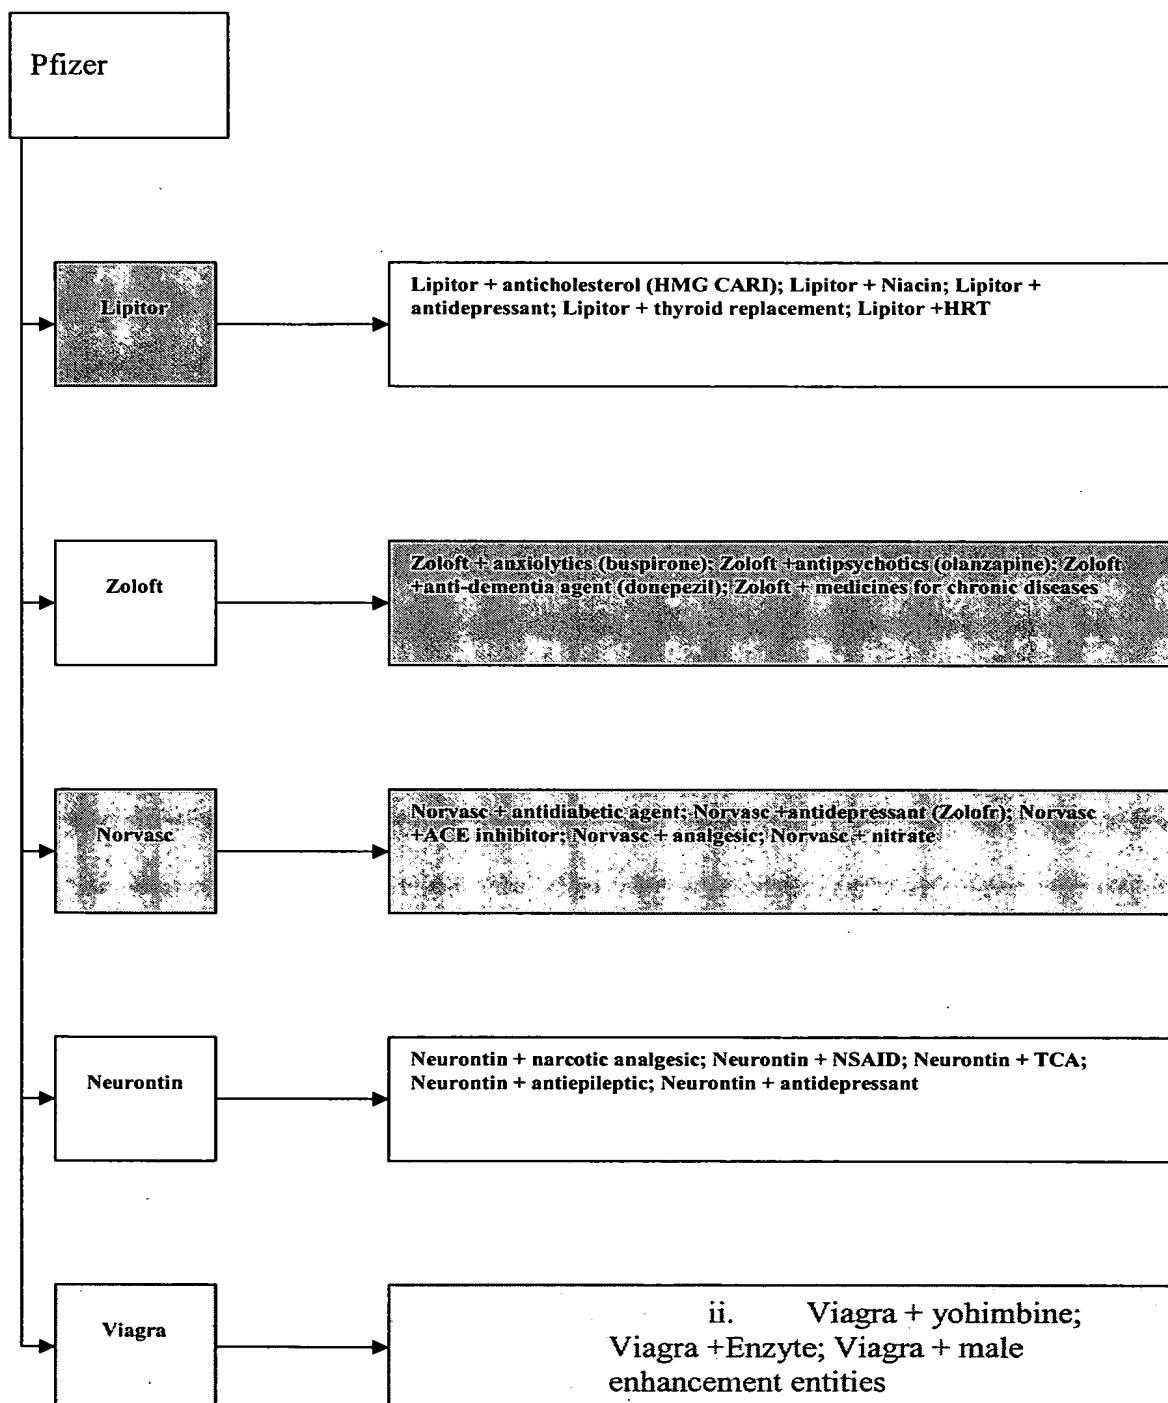 Pfizer
Lipitor
Lipitor + anticholesterol (HMG CARI); Lipitor + Niacin; Lipitor +
antidepressant; Lipitor + thyroid replacement; Lipitor +HRT
Zoloft
Zoloft + anxiolytics (buspirone); Zoloft +antipsychotics (olanzapine); Zoloft
+anti-dementia agent (donepezil); Zoloft + medicines for chronic diseases
Norvasc
Norvasc + antidiabetic agent; Norvasc +antidepressant (Zolofr); Norvasc
+ACE inhibitor; Norvasc + analgesic; Norvasc + nitrate
Neurontin
Neurontin + narcotic analgesic; Neurontin + NSAID; Neurontin + TCA;
Neurontin + antiepileptic; Neurontin + antidepressant
Viagra
ii. Viagra + yohimbine;
Viagra +Enzyte; Viagra + male
enhancement entities